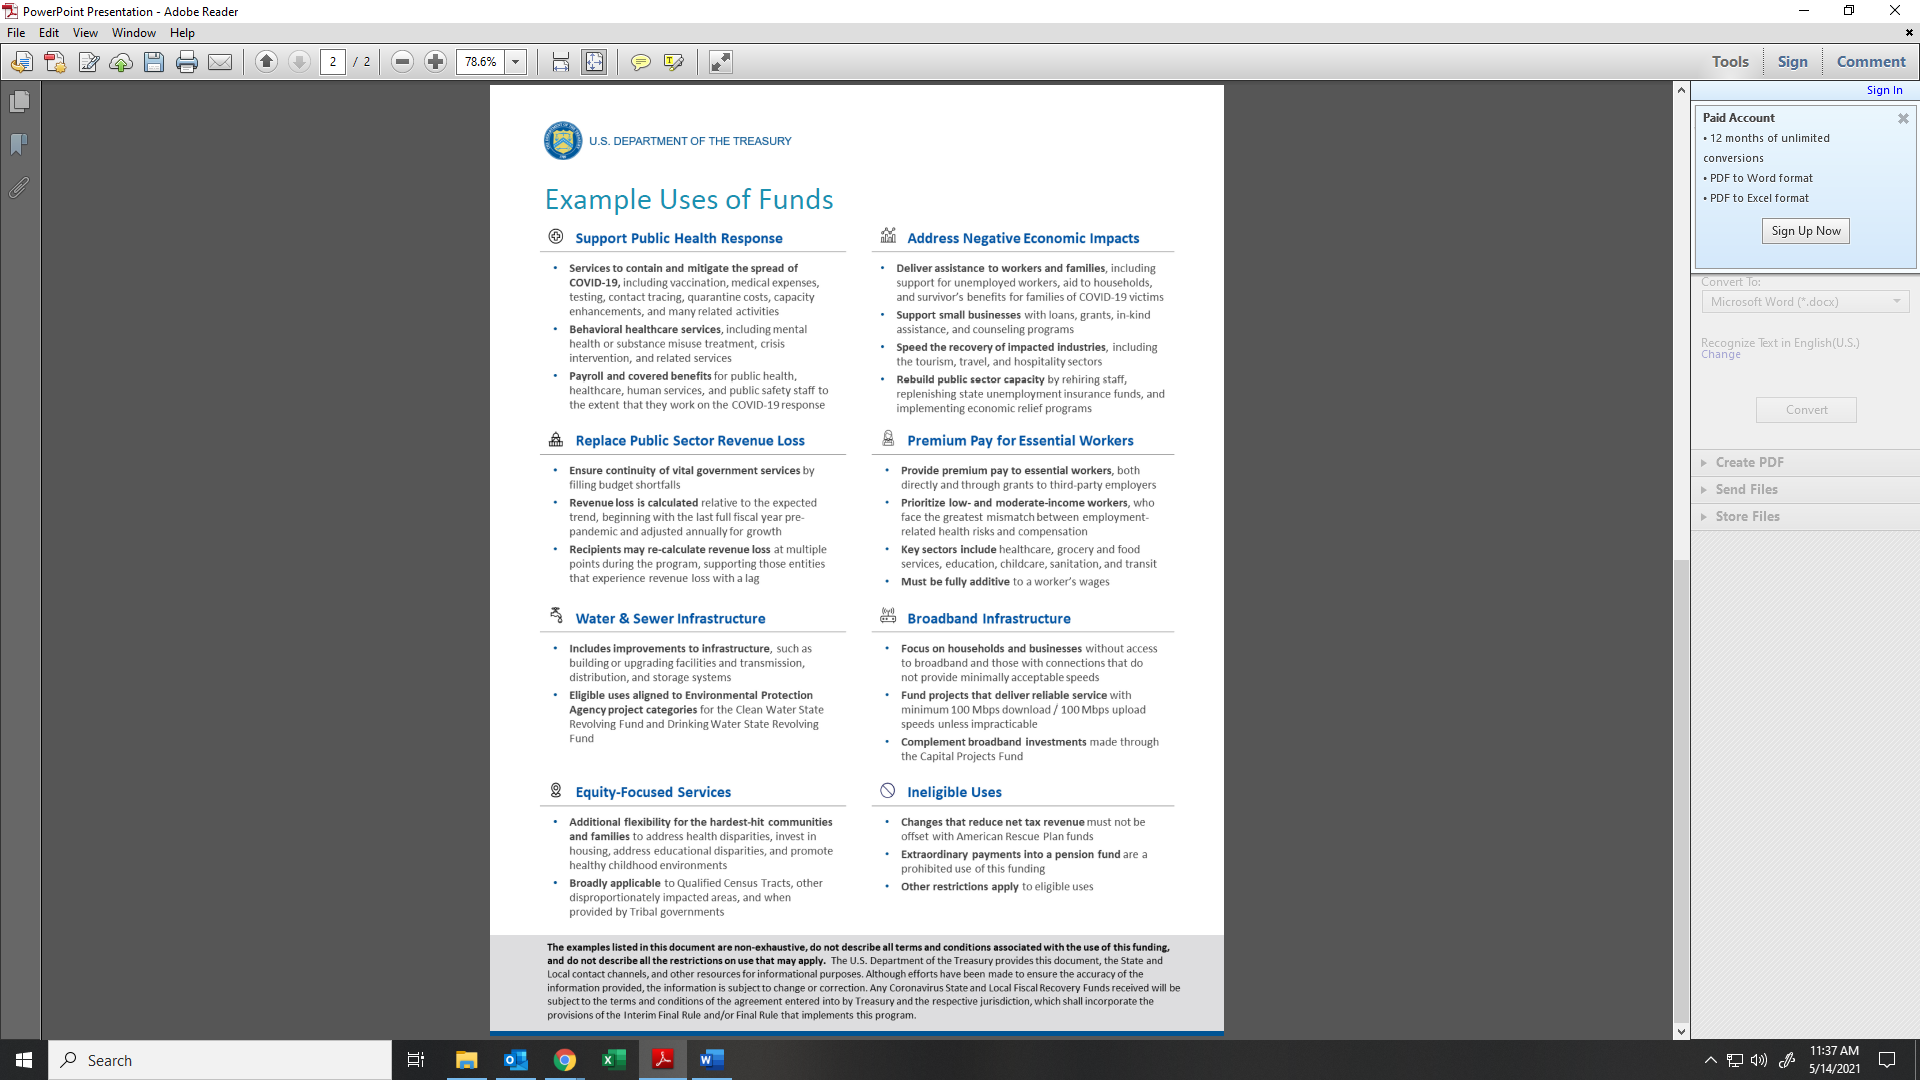 PowerPoint Presentation - Adobe Reader
File Edit View Window Help
2 / 2 78.6% Tools Sign Comment
Sign In
Paid Account
• 12 months of unlimited
conversions
• PDF to Word format
• PDF to Excel format
Sign Up Now
Convert To:
Microsoft Word (*.docx)
Recognize Text in English(U.S.)
Change
Convert
Create PDF
Send Files
Store Files
U.S. DEPARTMENT OF THE TREASURY
Example Uses of Funds
Support Public Health Response
• Services to contain and mitigate the spread of
COVID-19, including vaccination, medical expenses,
testing, contact tracing, quarantine costs, capacity
enhancements, and many related activities
• Behavioral healthcare services, including mental
health or substance misuse treatment, crisis
intervention, and related services
• Payroll and covered benefits for public health,
healthcare, human services, and public safety staff to
the extent that they work on the COVID-19 response
Address Negative Economic Impacts
• Deliver assistance to workers and families, including
support for unemployed workers, aid to households,
and survivor's benefits for families of COVID-19 victims
• Support small businesses with loans, grants, in-kind
assistance, and counseling programs
• Speed the recovery of impacted industries, including
the tourism, travel, and hospitality sectors
• Rebuild public sector capacity by rehiring staff,
replenishing state unemployment insurance funds, and
implementing economic relief programs
Replace Public Sector Revenue Loss
• Ensure continuity of vital government services by
filling budget shortfalls
• Revenue loss is calculated relative to the expected
trend, beginning with the last full fiscal year pre-
pandemic and adjusted annually for growth
• Recipients may re-calculate revenue loss at multiple
points during the program, supporting those entities
that experience revenue loss with a lag
Premium Pay for Essential Workers
• Provide premium pay to essential workers, both
directly and through grants to third-party employers
• Prioritize low- and moderate-income workers, who
face the greatest mismatch between employment-
related health risks and compensation
• Key sectors include healthcare, grocery and food
services, education, childcare, sanitation, and transit
• Must be fully additive to a worker's wages
Water & Sewer Infrastructure
• Includes improvements to infrastructure, such as
building or upgrading facilities and transmission,
distribution, and storage systems
• Eligible uses aligned to Environmental Protection
Agency project categories for the Clean Water State
Revolving Fund and Drinking Water State Revolving
Fund
Broadband Infrastructure
• Focus on households and businesses without access
to broadband and those with connections that do
not provide minimally acceptable speeds
• Fund projects that deliver reliable service with
minimum 100 Mbps download / 100 Mbps upload
speeds unless impracticable
• Complement broadband investments made through
the Capital Projects Fund
Equity-Focused Services
• Additional flexibility for the hardest-hit communities
and families to address health disparities, invest in
housing, address educational disparities, and promote
healthy childhood environments
• Broadly applicable to Qualified Census Tracts, other
disproportionately impacted areas, and when
provided by Tribal governments
Ineligible Uses
• Changes that reduce net tax revenue must not be
offset with American Rescue Plan funds
• Extraordinary payments into a pension fund are a
prohibited use of this funding
• Other restrictions apply to eligible uses
The examples listed in this document are non-exhaustive, do not describe all terms and conditions associated with the use of this funding,
and do not describe all the restrictions on use that may apply. The U.S. Department of the Treasury provides this document, the State and
Local contact channels, and other resources for informational purposes. Although efforts have been made to ensure the accuracy of the
information provided, the information is subject to change or correction. Any Coronavirus State and Local Fiscal Recovery Funds received will be
subject to the terms and conditions of the agreement entered into by Treasury and the respective jurisdiction, which shall incorporate the
provisions of the Interim Final Rule and/or Final Rule that implements this program.
Search
11:37 AM
5/14/2021